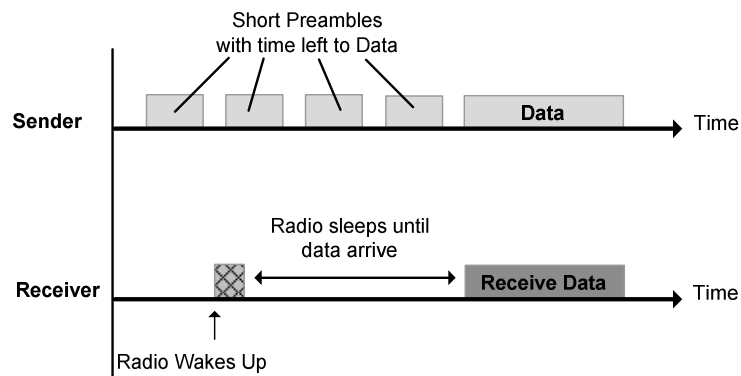 Short Preambles
with time left to Data
Sender
Data
Time
Radio sleeps until
data arrive
Receiver
Receive Data
Time
Radio Wakes Up